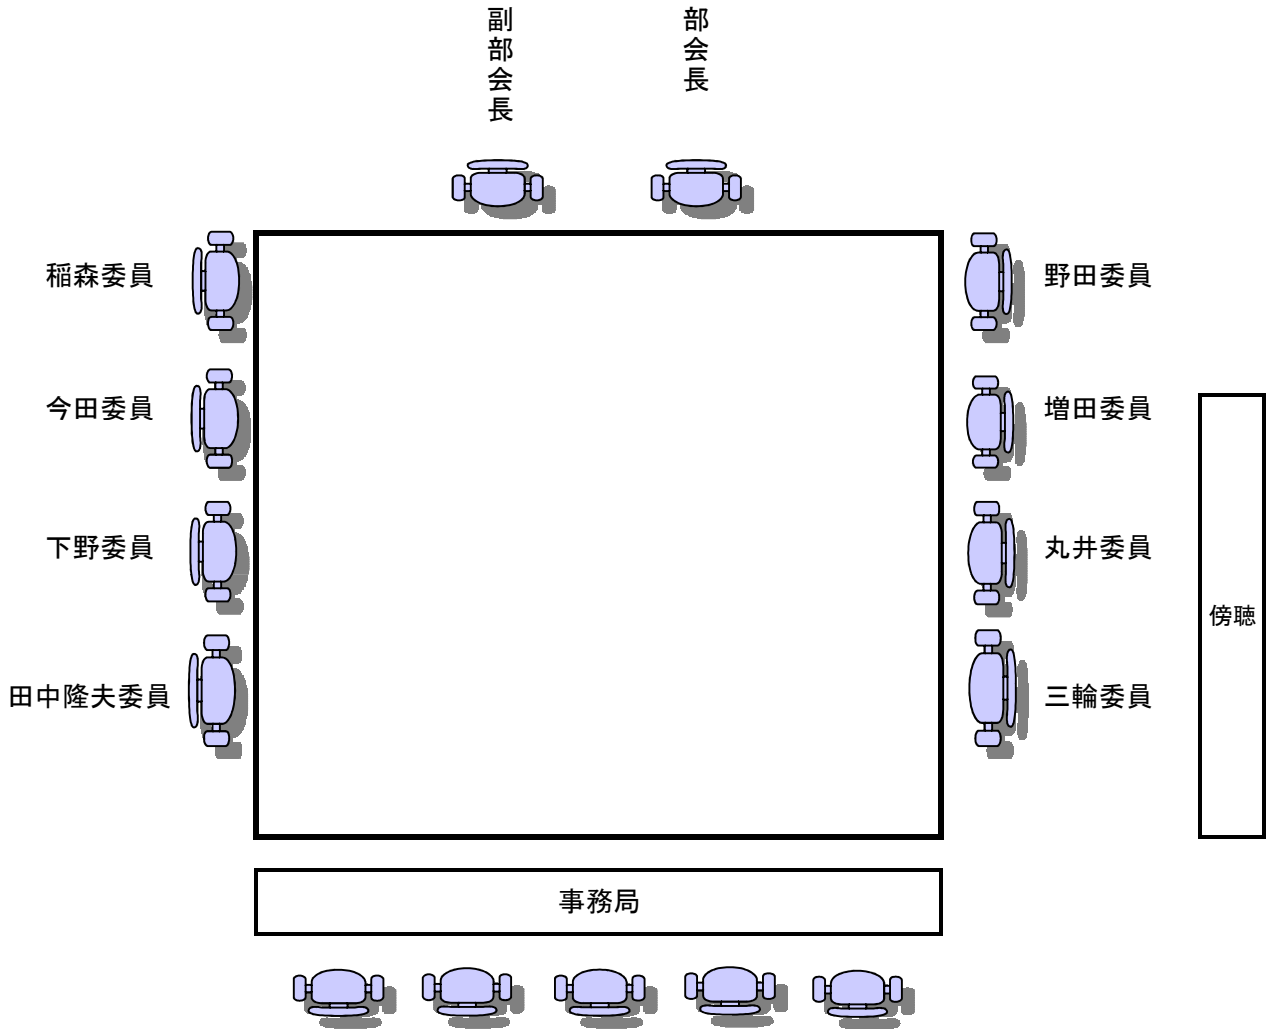 副部会長
部会長
稲森委員
野田委員
今田委員
増田委員
下野委員
丸井委員
傍聴
田中隆夫委員
三輪委員
事務局